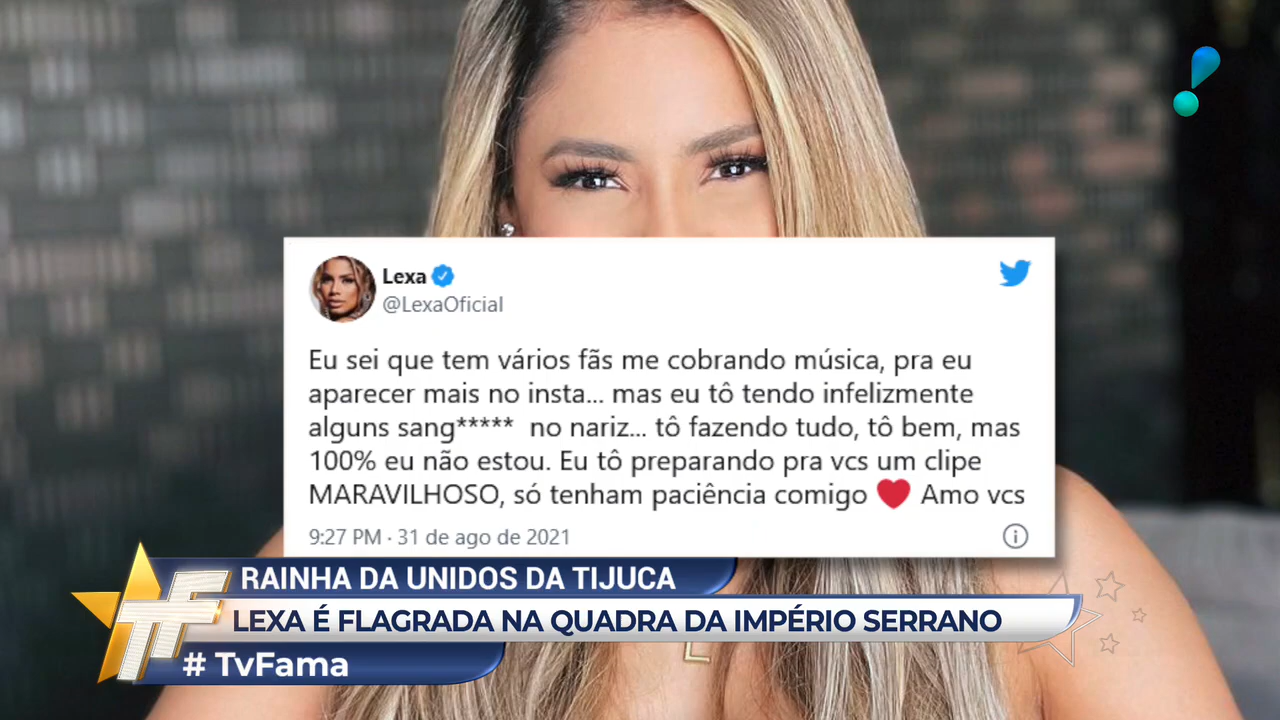 Lexa
@LexaOficial
Eu sei que tem vários fãs me cobrando música, pra eu
aparecer mais no insta... mas eu tô tendo infelizmente
alguns sang***** no nariz... tô fazendo tudo, tô bem, mas
100% eu não estou. Eu tô preparando pra vcs um clipe
MARAVILHOSO, só tenham paciência comigo ❤️ Amo vcs
9:27 PM · 31 de ago de 2021
RAINHA DA UNIDOS DA TIJUCA
LEXA É FLAGRADA NA QUADRA DA IMPÉRIO SERRANO
TF
# TvFama